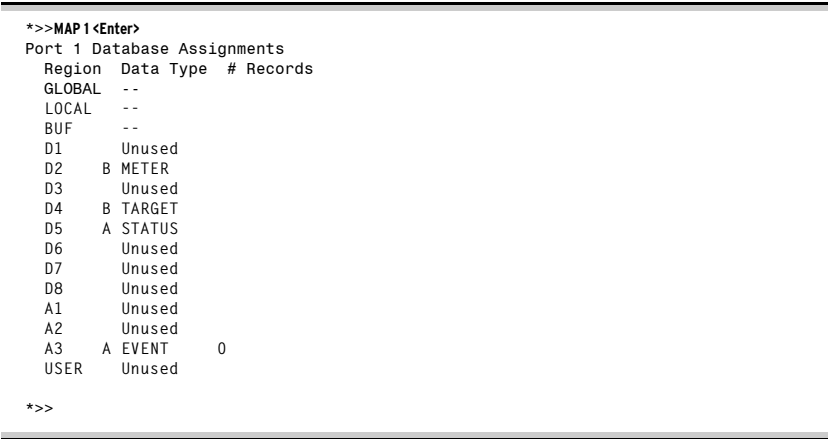 *>>MAP 1 <Enter>
Port 1 Database Assignments
Region  Data Type  # Records
GLOBAL  --
LOCAL   --
BUF     --
D1      Unused
D2    B METER
D3      Unused
D4    B TARGET
D5    A STATUS
D6      Unused
D7      Unused
D8      Unused
A1      Unused
A2      Unused
A3    A EVENT     0
USER    Unused
*>>